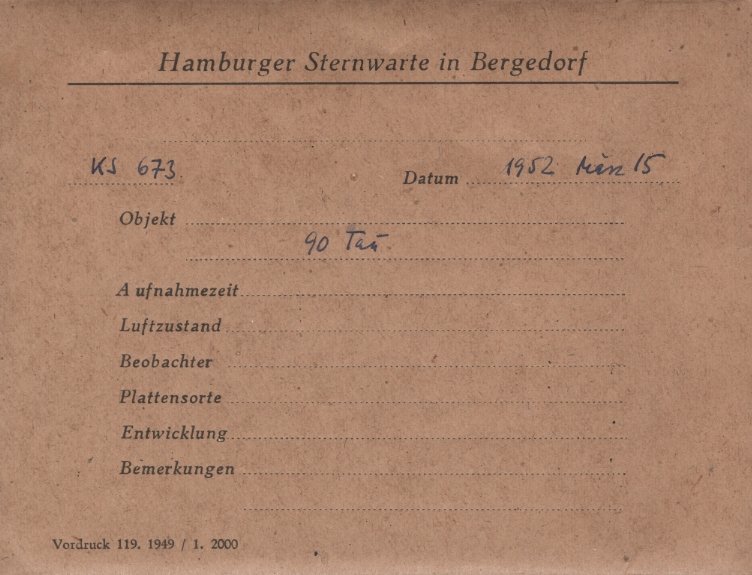 Hamburger Sternwarte in Bergedorf
KS 673 Datum 1952 März 15
Objekt
90 Tau
Aufnahmezeit
Luftzustand
Beobachter
Plattensorte
Entwicklung
Bemerkungen
Vordruck 119. 1949 / 1. 2000